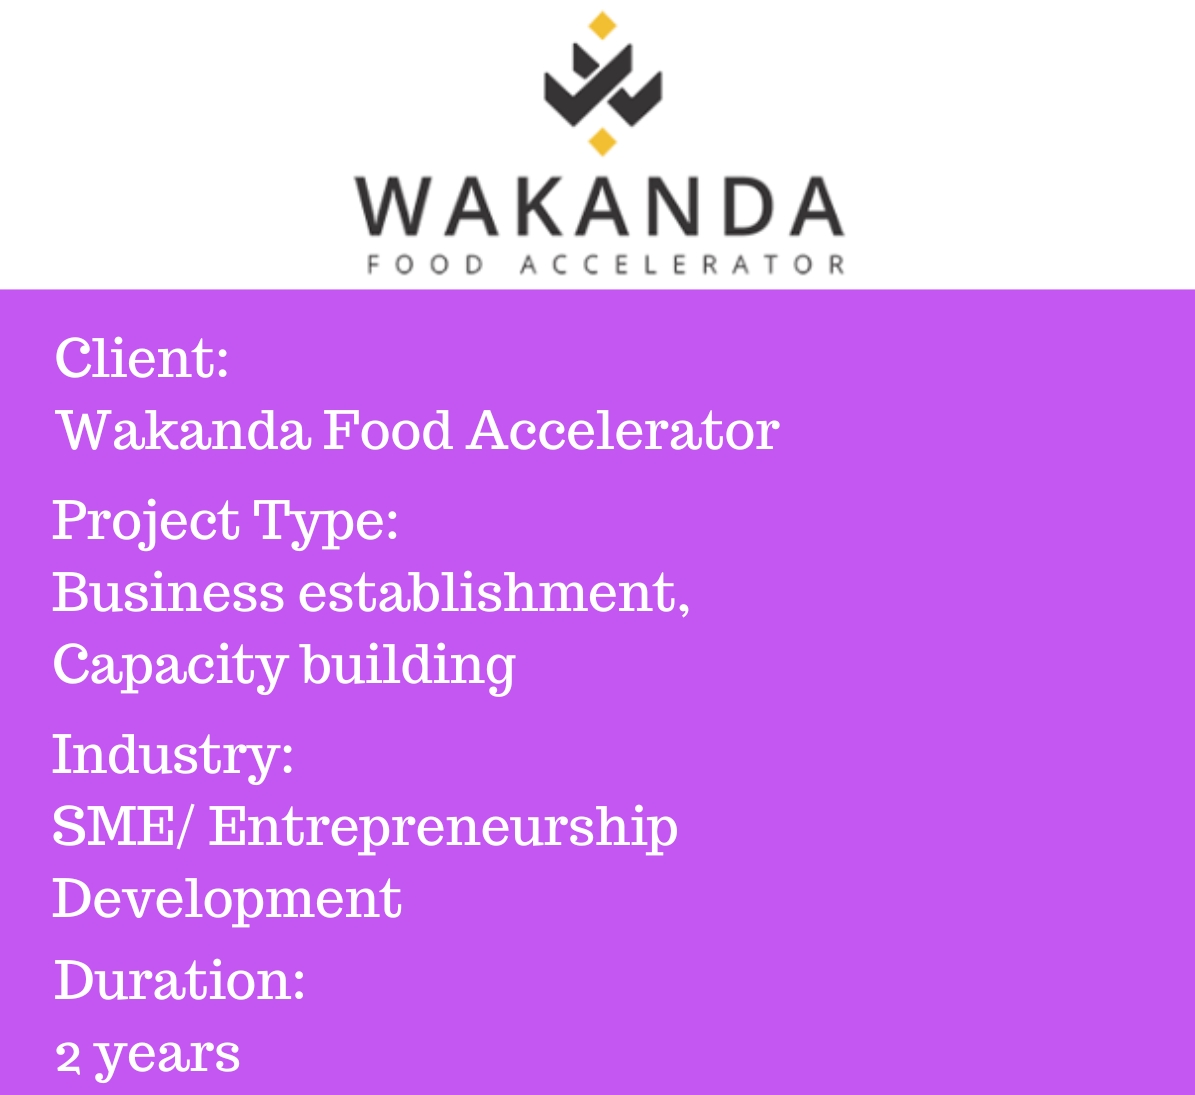 WAKANDA
FOOD ACCELERATOR
Client:
Wakanda Food Accelerator
Project Type:
Business establishment,
Capacity building
Industry:
SME/ Entrepreneurship
Development
Duration:
2 years